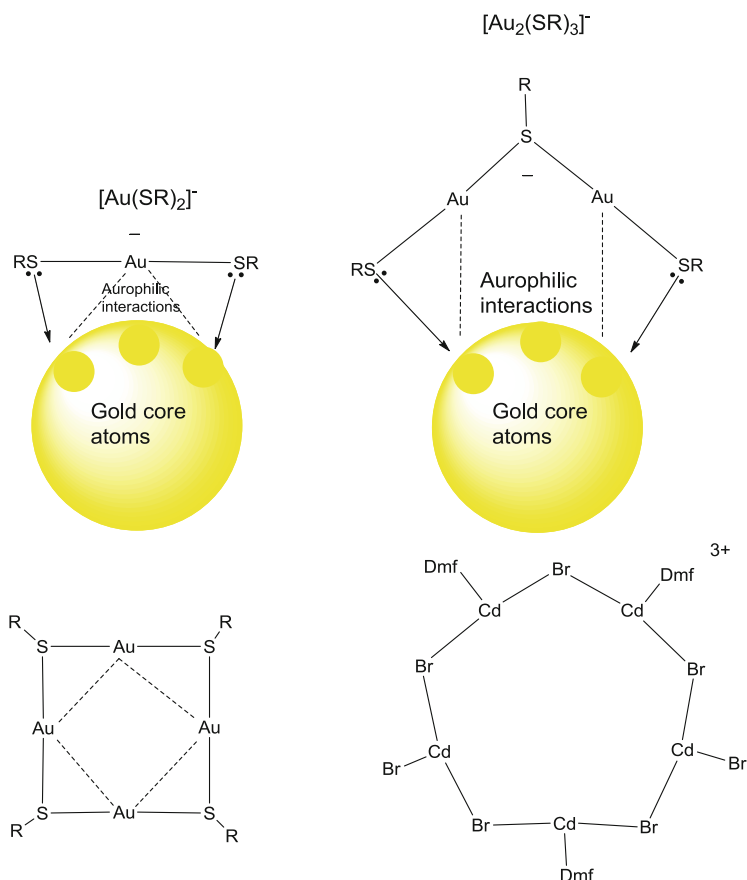 [Au₂(SR)₃]⁻
R
S
Au
–
Au
RS
SR
Aurophilic
interactions
Gold core
atoms
[Au(SR)₂]⁻
–
RS
Au
SR
Aurophilic
interactions
Gold core
atoms
R
R
S
Au
S
Au
Au
S
Au
S
R
R
3+
Dmf
Br
Dmf
Cd
Cd
Br
Br
Cd
Cd
Br
Br
Br
Cd
Br
Dmf